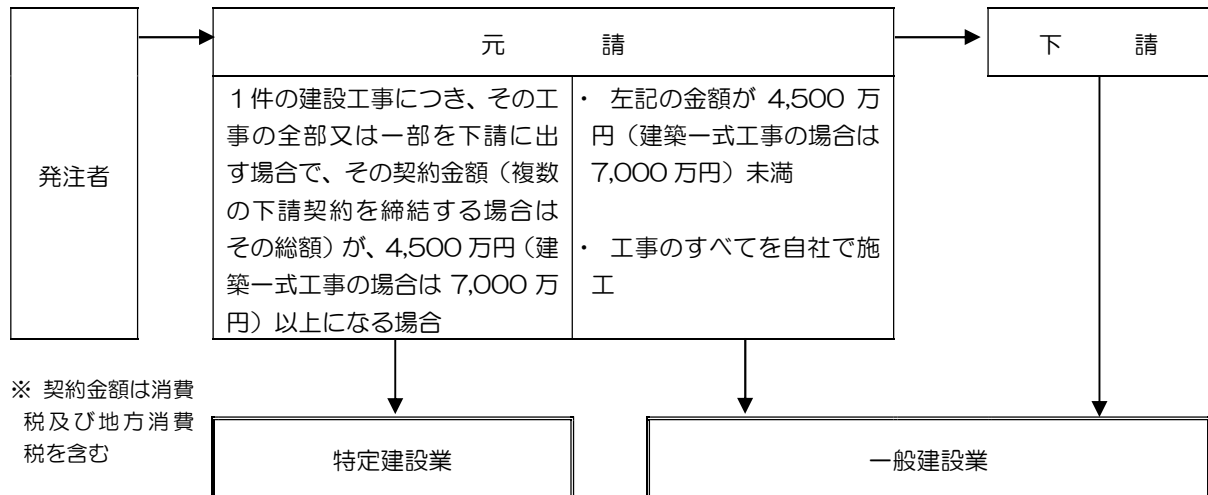 発注者
元 請
下 請
１件の建設工事につき、その工
事の全部又は一部を下請に出
す場合で、その契約金額（複数
の下請契約を締結する場合は
その総額）が、4,500 万円（建
築一式工事の場合は 7,000 万
円）以上になる場合
・ 左記の金額が 4,500 万
円（建築一式工事の場合は
7,000 万円）未満
・ 工事のすべてを自社で施
工
※ 契約金額は消費
税及び地方消費
税を含む
特定建設業
一般建設業